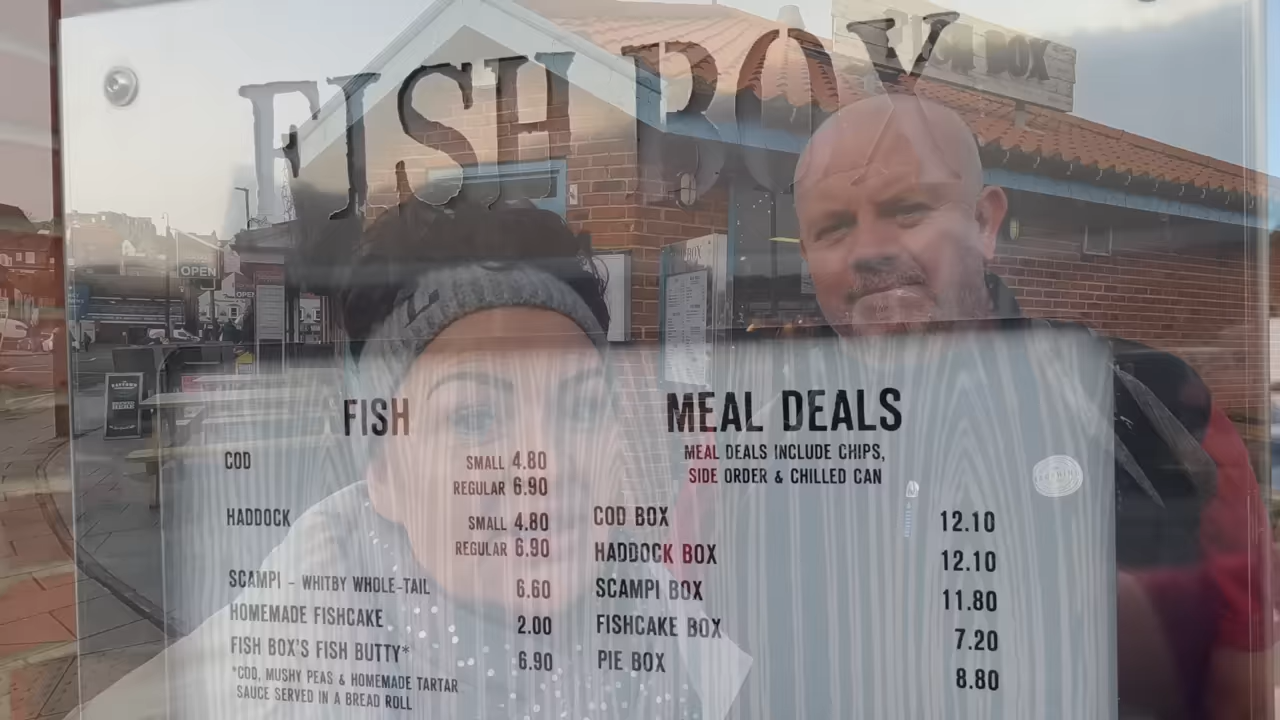 FISH BOX
FISH BOX
OPEN
FISH
COD
SMALL 4.80
REGULAR 6.90
HADDOCK
SMALL 4.80
REGULAR 6.90
SCAMPI - WHITBY WHOLE-TAIL 6.60
HOMEMADE FISHCAKE 2.00
FISH BOX'S FISH BUTTY* 6.90
*COD, MUSHY PEAS & HOMEMADE TARTAR
SAUCE SERVED IN A BREAD ROLL
MEAL DEALS
MEAL DEALS INCLUDE CHIPS,
SIDE ORDER & CHILLED CAN
COD BOX 12.10
HADDOCK BOX 12.10
SCAMPI BOX 11.80
FISHCAKE BOX 7.20
PIE BOX 8.80